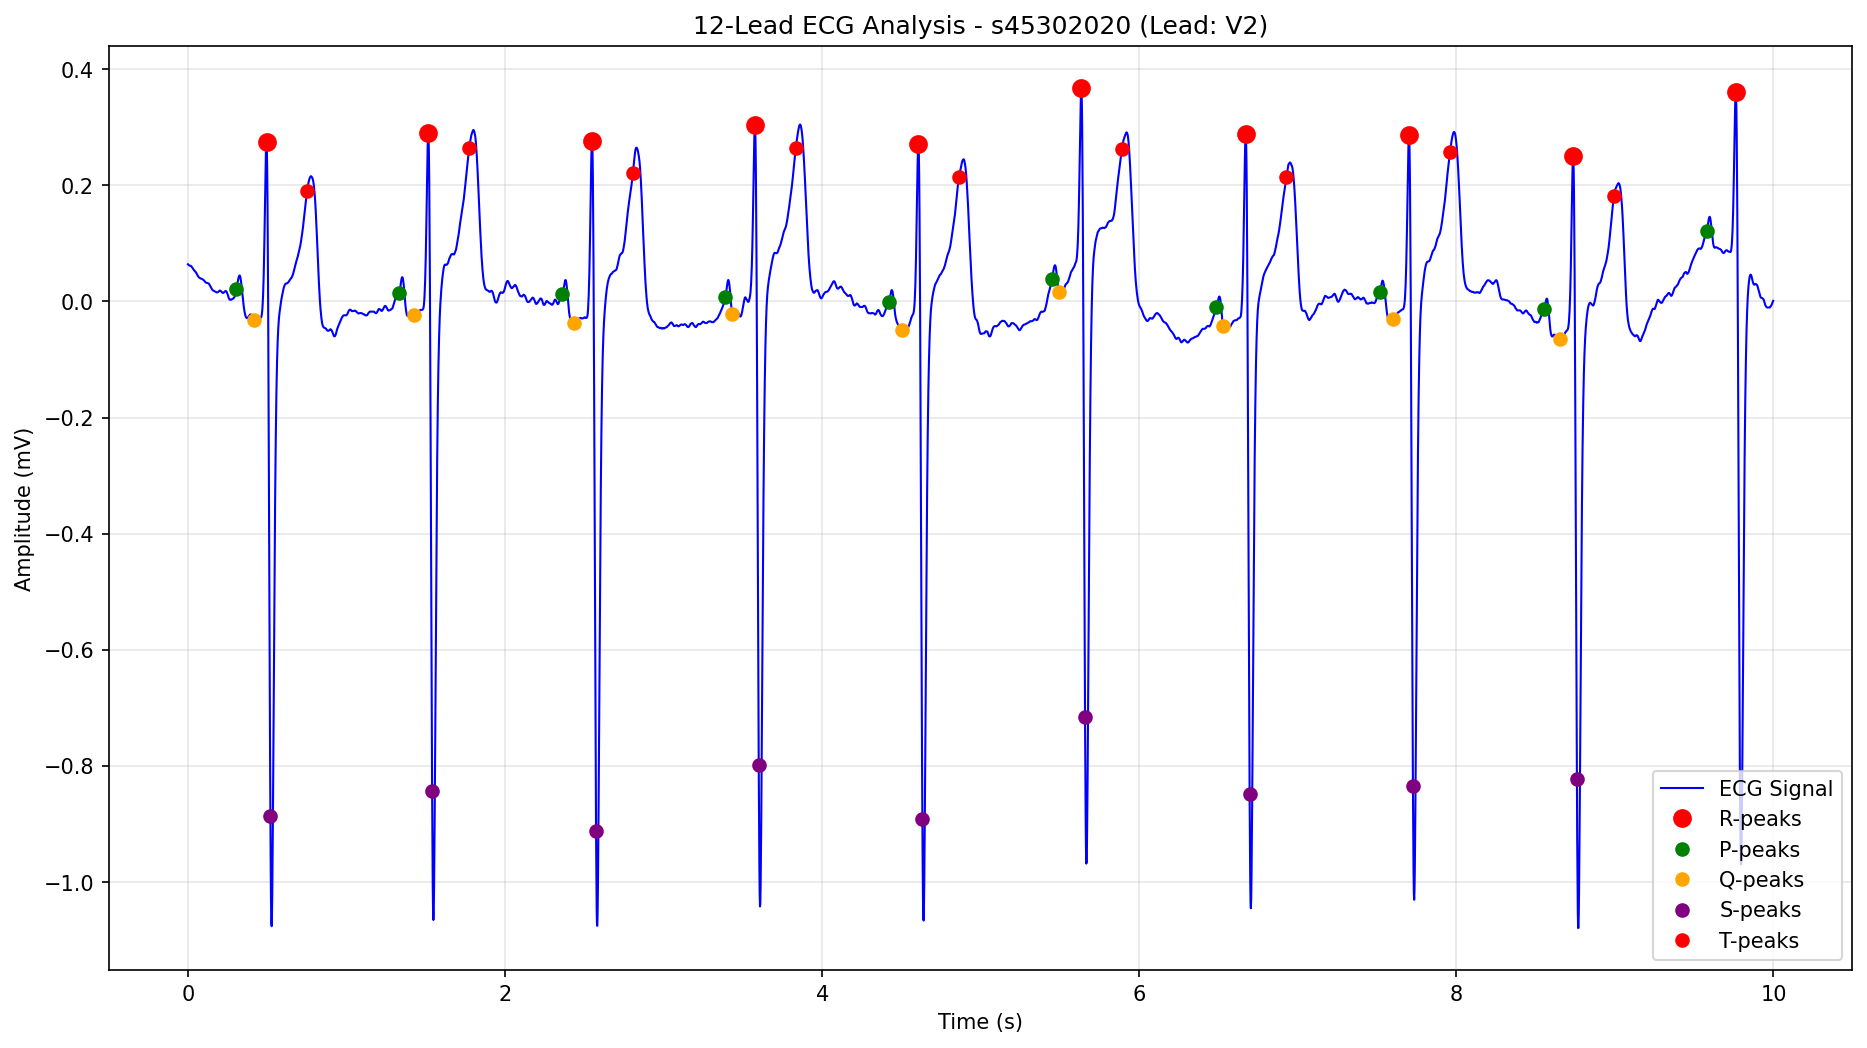 12-Lead ECG Analysis - s45302020 (Lead: V2)
0.4
0.2
0.0
−0.2
−0.4
−0.6
−0.8
−1.0
Amplitude (mV)
0 2 4 6 8 10
Time (s)
ECG Signal
R-peaks
P-peaks
Q-peaks
S-peaks
T-peaks